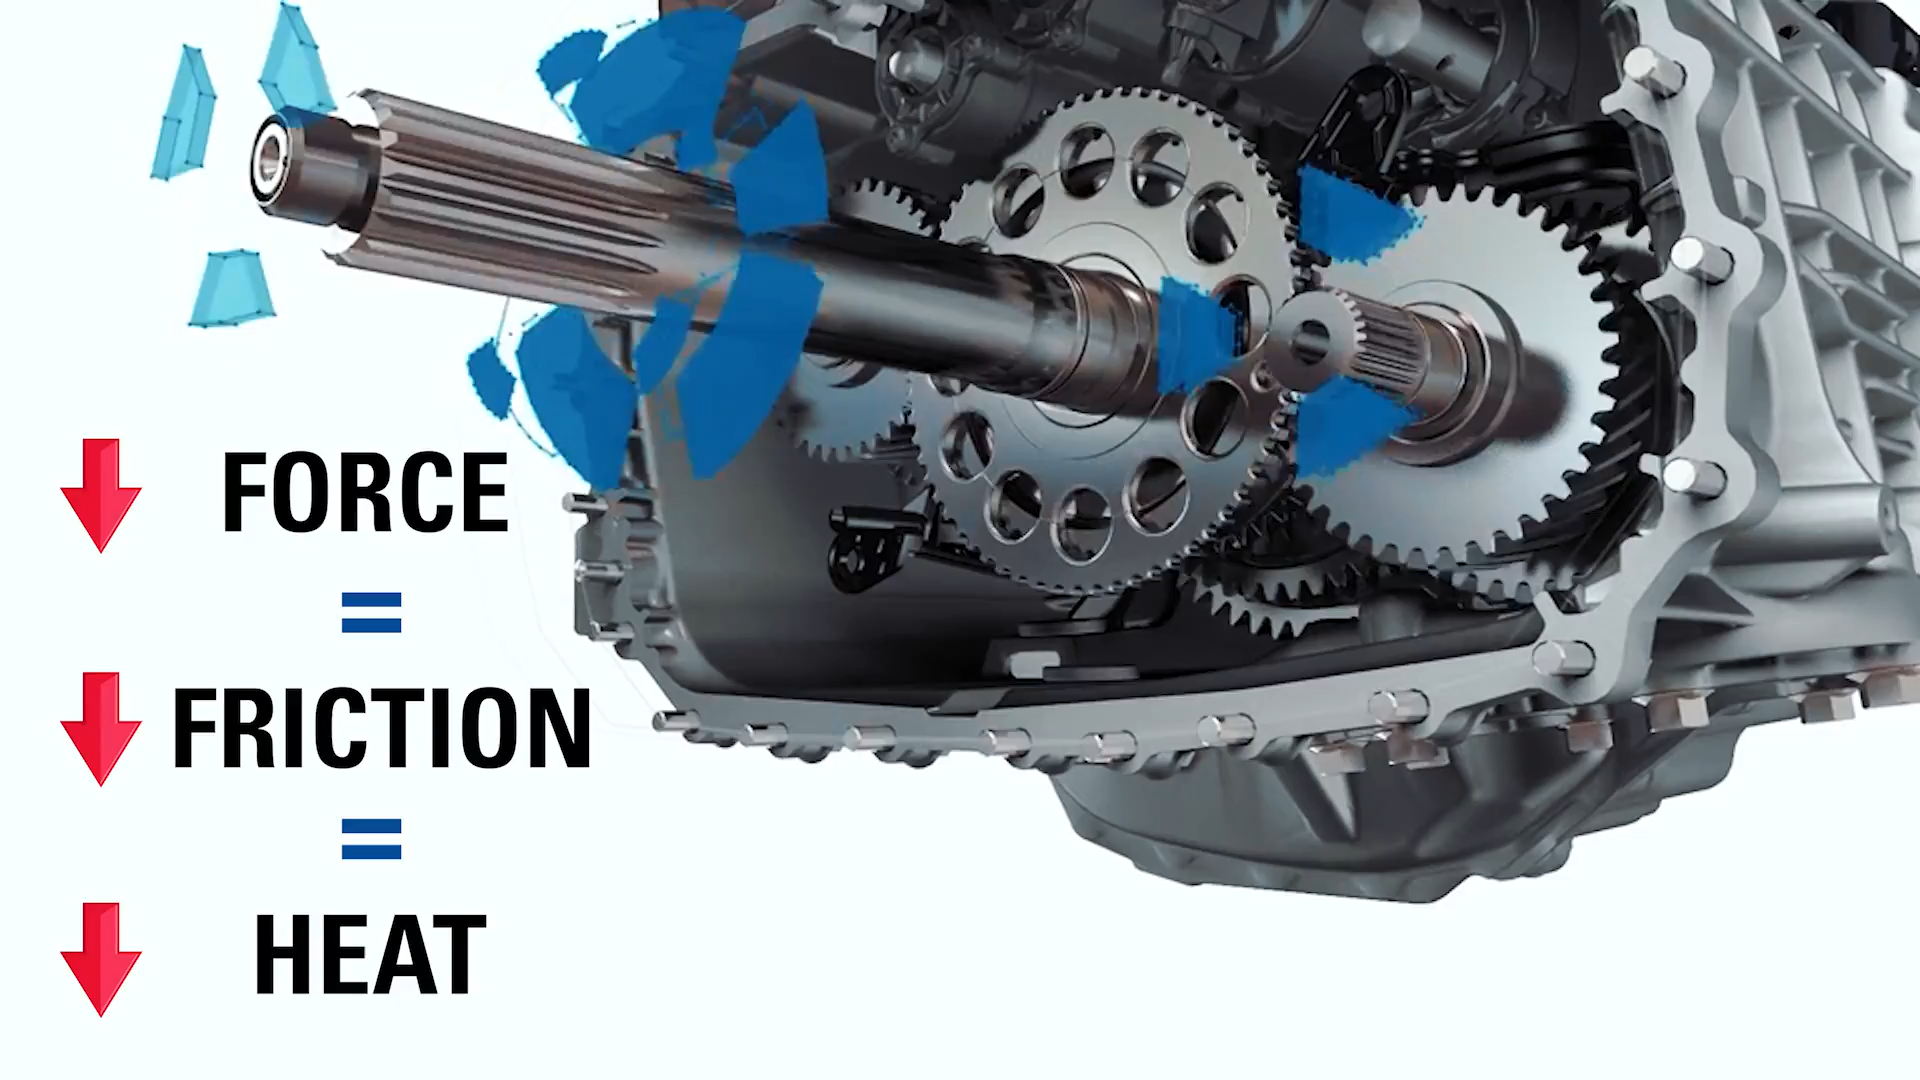 FORCE
=
FRICTION
=
HEAT